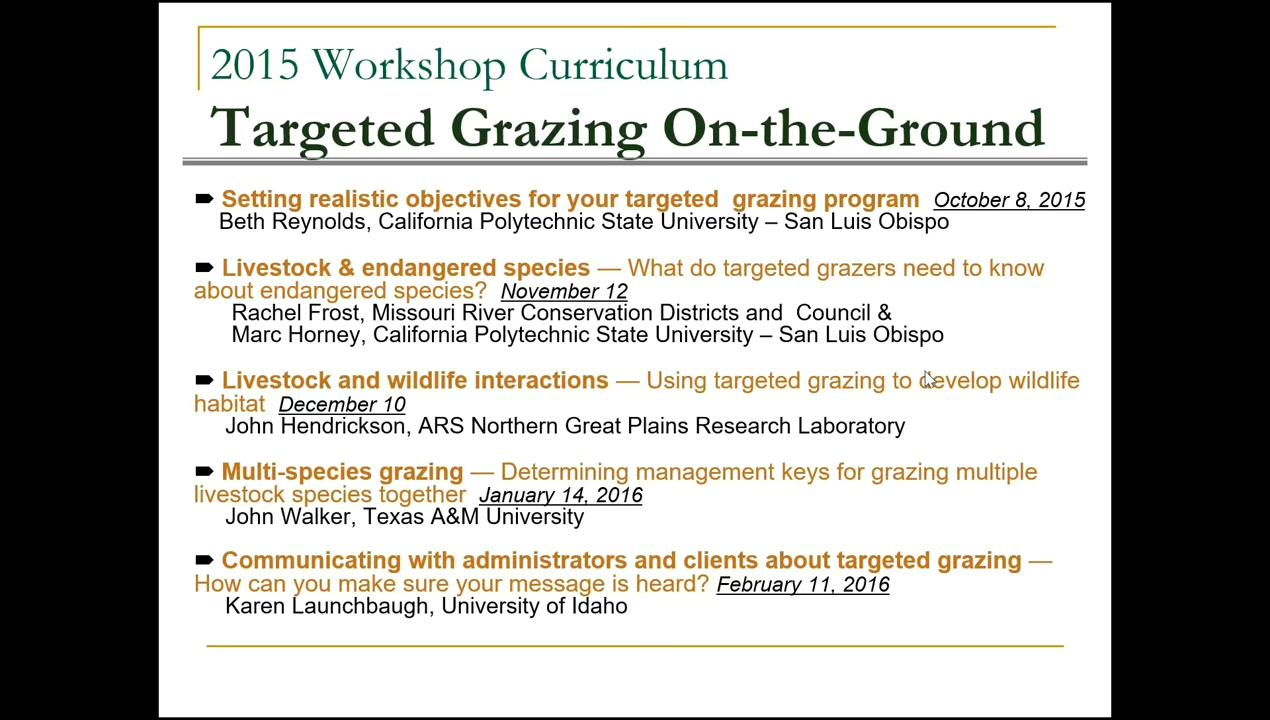 2015 Workshop Curriculum
Targeted Grazing On-the-Ground
Setting realistic objectives for your targeted grazing program October 8, 2015
Beth Reynolds, California Polytechnic State University – San Luis Obispo
Livestock & endangered species — What do targeted grazers need to know
about endangered species? November 12
Rachel Frost, Missouri River Conservation Districts and Council &
Marc Horney, California Polytechnic State University – San Luis Obispo
Livestock and wildlife interactions — Using targeted grazing to develop wildlife
habitat December 10
John Hendrickson, ARS Northern Great Plains Research Laboratory
Multi-species grazing — Determining management keys for grazing multiple
livestock species together January 14, 2016
John Walker, Texas A&M University
Communicating with administrators and clients about targeted grazing —
How can you make sure your message is heard? February 11, 2016
Karen Launchbaugh, University of Idaho